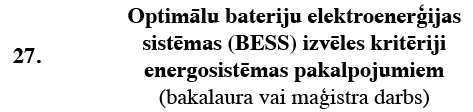 27.
Optimālu bateriju elektroenerģijas
sistēmas (BESS) izvēles kritēriji
energosistēmas pakalpojumiem
(bakalaura vai maģistra darbs)